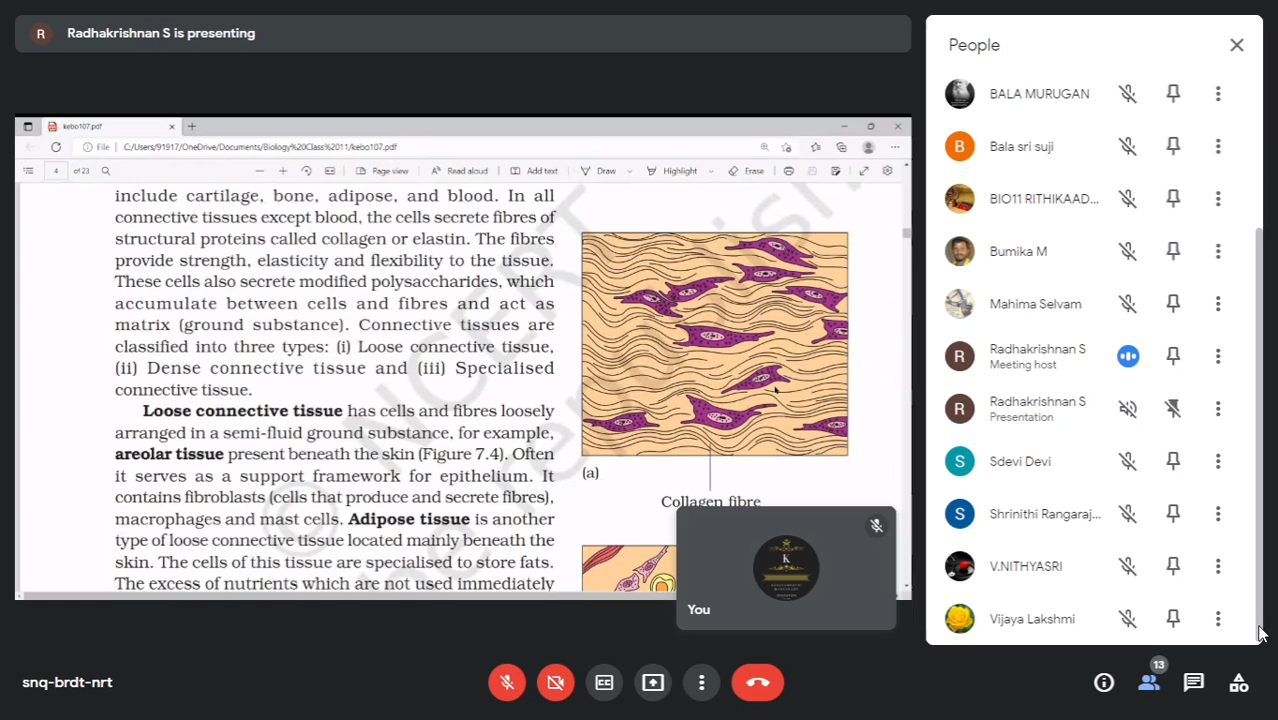 R Radhakrishnan S is presenting
kebo107.pdf
File C:/Users/91917/OneDrive/Documents/Biology%20Class%2011/kebo107.pdf
4 of 23 Page view Read aloud Add text Draw Highlight Erase
include cartilage, bone, adipose, and blood. In all
connective tissues except blood, the cells secrete fibres of
structural proteins called collagen or elastin. The fibres
provide strength, elasticity and flexibility to the tissue.
These cells also secrete modified polysaccharides, which
accumulate between cells and fibres and act as
matrix (ground substance). Connective tissues are
classified into three types: (i) Loose connective tissue,
(ii) Dense connective tissue and (iii) Specialised
connective tissue.
Loose connective tissue has cells and fibres loosely
arranged in a semi-fluid ground substance, for example,
areolar tissue present beneath the skin (Figure 7.4). Often
it serves as a support framework for epithelium. It
contains fibroblasts (cells that produce and secrete fibres),
macrophages and mast cells. Adipose tissue is another
type of loose connective tissue located mainly beneath the
skin. The cells of this tissue are specialised to store fats.
The excess of nutrients which are not used immediately
(a)
Collagen fibre
© NCERT
K
You
People
BALA MURUGAN
B Bala sri suji
BIO11 RITHIKAAD...
Bumika M
Mahima Selvam
R Radhakrishnan S
Meeting host
R Radhakrishnan S
Presentation
S Sdevi Devi
S Shrinithi Rangaraj...
V.NITHYASRI
Vijaya Lakshmi
snq-brdt-nrt
CC
13